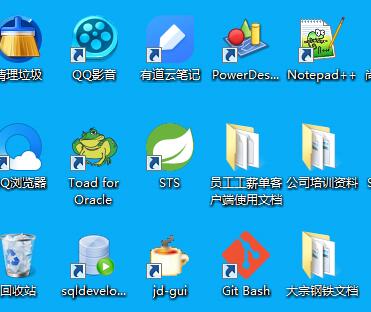 清理垃圾
QQ影音
有道云笔记
PowerDes...
Notepad++
Q浏览器
Toad for
Oracle
STS
员工工薪单客
户端使用文档
公司培训资料
回收站
sqldevelo...
jd-gui
Git Bash
大宗钢铁文档